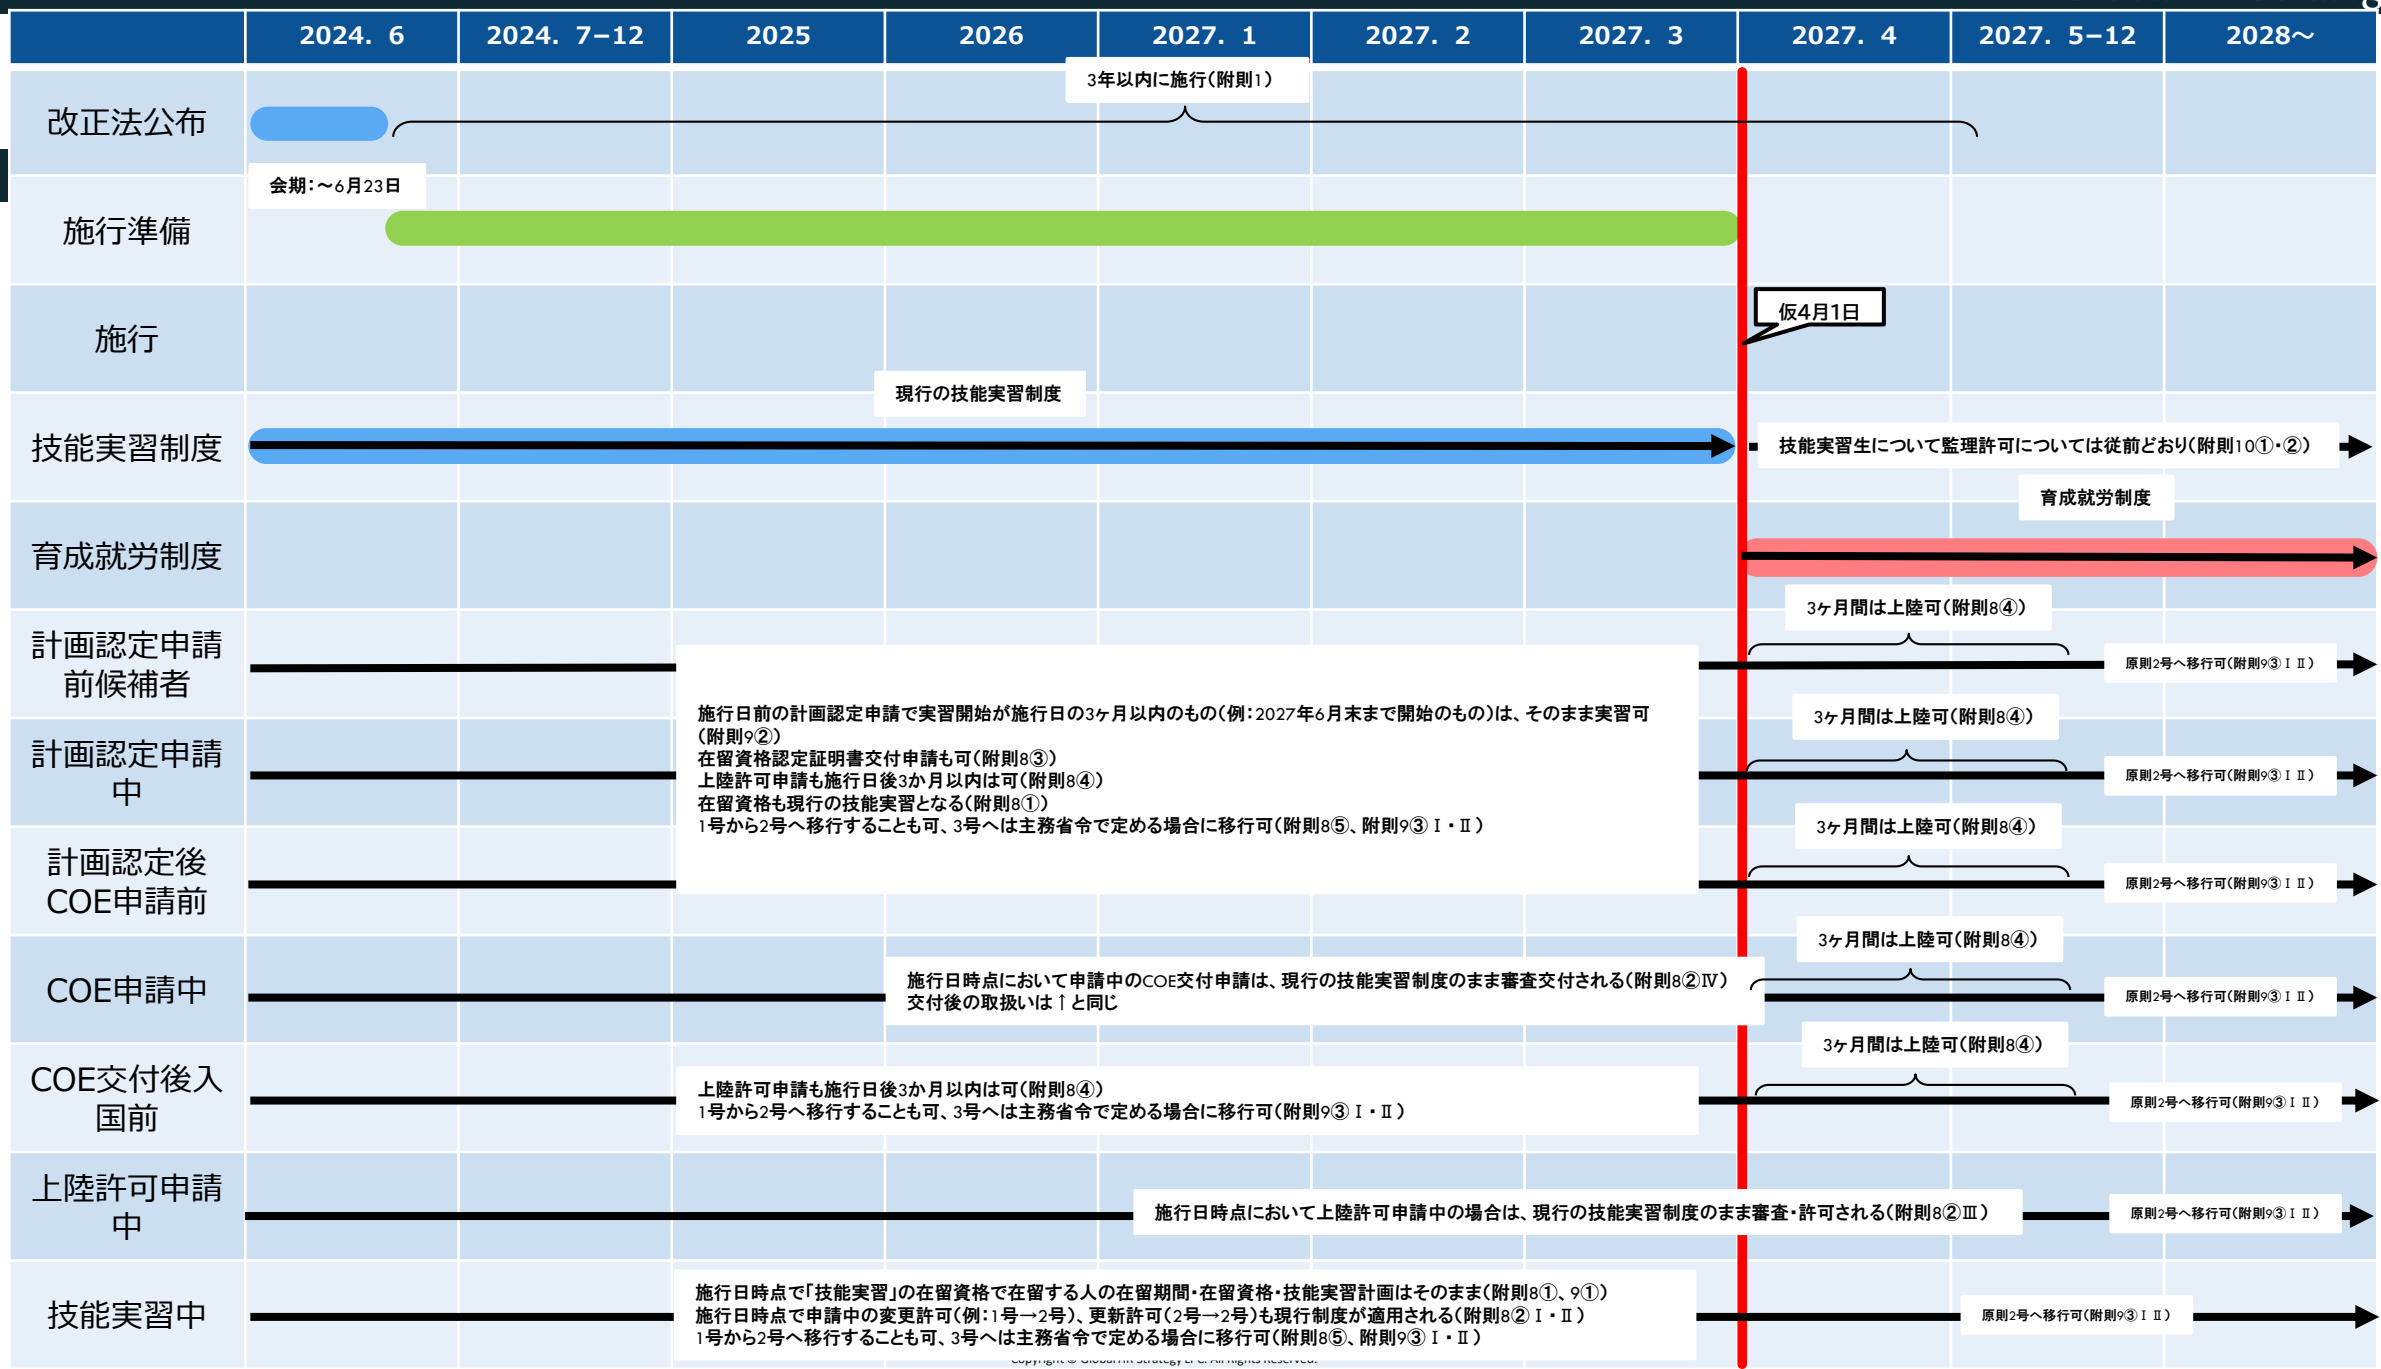 2024. 6
2024. 7−12
2025
2026
2027. 1
2027. 2
2027. 3
2027. 4
2027. 5−12
2028～
改正法公布
3年以内に施行（附則1）
会期：～6月23日
施行準備
施行
仮4月1日
技能実習制度
現行の技能実習制度
技能実習生について監理許可については従前どおり（附則10①・②）
育成就労制度
育成就労制度
計画認定申請
前候補者
3ヶ月間は上陸可（附則8④）
原則2号へ移行可（附則9③ⅠⅡ）
施行日前の計画認定申請で実習開始が施行日の3ヶ月以内のもの（例：2027年6月末まで開始のもの）は、そのまま実習可
（附則9②）
在留資格認定証明書交付申請も可（附則8③）
上陸許可申請も施行日後3か月以内は可（附則8④）
在留資格も現行の技能実習となる（附則8①）
1号から2号へ移行することも可、3号へは主務省令で定める場合に移行可（附則8⑤、附則9③Ⅰ・Ⅱ）
計画認定申請
中
3ヶ月間は上陸可（附則8④）
原則2号へ移行可（附則9③ⅠⅡ）
計画認定後
COE申請前
3ヶ月間は上陸可（附則8④）
原則2号へ移行可（附則9③ⅠⅡ）
COE申請中
施行日時点において申請中のCOE交付申請は、現行の技能実習制度のまま審査交付される（附則8②Ⅳ）
交付後の取扱いは↑と同じ
3ヶ月間は上陸可（附則8④）
原則2号へ移行可（附則9③ⅠⅡ）
COE交付後入
国前
上陸許可申請も施行日後3か月以内は可（附則8④）
1号から2号へ移行することも可、3号へは主務省令で定める場合に移行可（附則9③Ⅰ・Ⅱ）
3ヶ月間は上陸可（附則8④）
原則2号へ移行可（附則9③ⅠⅡ）
上陸許可申請
中
施行日時点において上陸許可申請中の場合は、現行の技能実習制度のまま審査・許可される（附則8②Ⅲ）
原則2号へ移行可（附則9③ⅠⅡ）
技能実習中
施行日時点で「技能実習」の在留資格で在留する人の在留期間・在留資格・技能実習計画はそのまま（附則8①、9①）
施行日時点で申請中の変更許可（例：1号→2号）、更新許可（2号→2号）も現行制度が適用される（附則8②Ⅰ・Ⅱ）
1号から2号へ移行することも可、3号へは主務省令で定める場合に移行可（附則8⑤、附則9③Ⅰ・Ⅱ）
原則2号へ移行可（附則9③ⅠⅡ）
Copyright © Global HR Strategy LPC. All Rights Reserved.